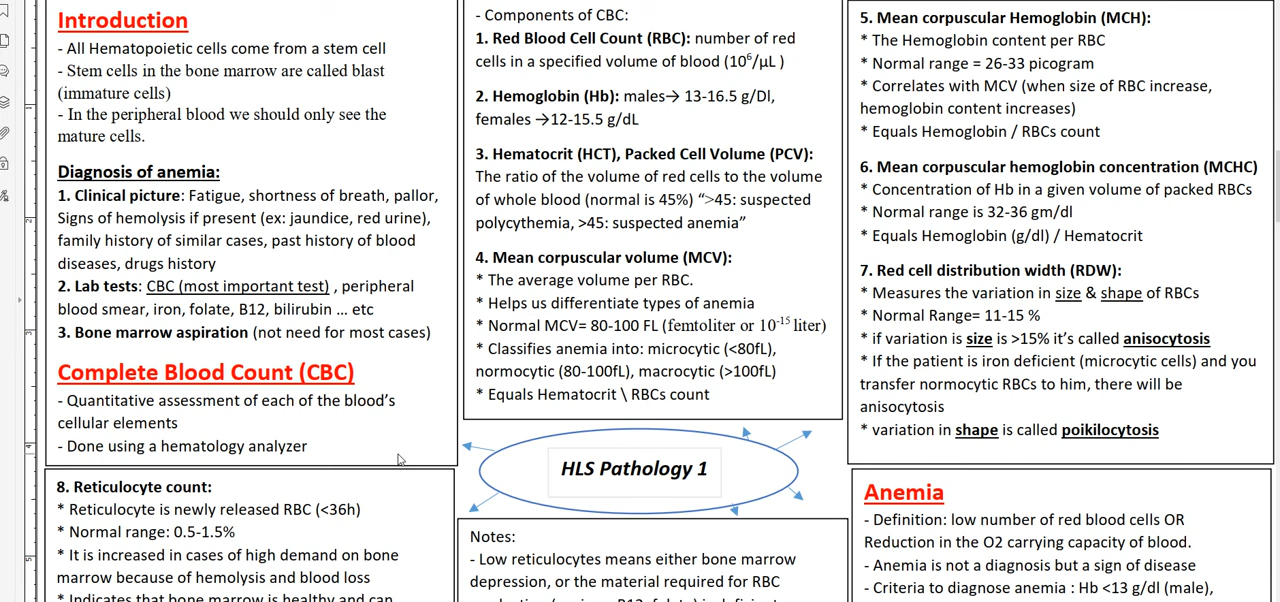 Introduction
- All Hematopoietic cells come from a stem cell
- Stem cells in the bone marrow are called blast
(immature cells)
- In the peripheral blood we should only see the
mature cells.
Diagnosis of anemia:
1. Clinical picture: Fatigue, shortness of breath, pallor,
Signs of hemolysis if present (ex: jaundice, red urine),
family history of similar cases, past history of blood
diseases, drugs history
2. Lab tests: CBC (most important test) , peripheral
blood smear, iron, folate, B12, bilirubin ... etc
3. Bone marrow aspiration (not need for most cases)
Complete Blood Count (CBC)
- Quantitative assessment of each of the blood's
cellular elements
- Done using a hematology analyzer
- Components of CBC:
1. Red Blood Cell Count (RBC): number of red
cells in a specified volume of blood (10⁶/µL )
2. Hemoglobin (Hb): males→ 13-16.5 g/Dl,
females →12-15.5 g/dL
3. Hematocrit (HCT), Packed Cell Volume (PCV):
The ratio of the volume of red cells to the volume
of whole blood (normal is 45%) “>45: suspected
polycythemia, >45: suspected anemia”
4. Mean corpuscular volume (MCV):
* The average volume per RBC.
* Helps us differentiate types of anemia
* Normal MCV= 80-100 FL (femtoliter or 10⁻¹⁵ liter)
* Classifies anemia into: microcytic (<80fL),
normocytic (80-100fL), macrocytic (>100fL)
* Equals Hematocrit \ RBCs count
5. Mean corpuscular Hemoglobin (MCH):
* The Hemoglobin content per RBC
* Normal range = 26-33 picogram
* Correlates with MCV (when size of RBC increase,
hemoglobin content increases)
* Equals Hemoglobin / RBCs count
6. Mean corpuscular hemoglobin concentration (MCHC)
* Concentration of Hb in a given volume of packed RBCs
* Normal range is 32-36 gm/dl
* Equals Hemoglobin (g/dl) / Hematocrit
7. Red cell distribution width (RDW):
* Measures the variation in size & shape of RBCs
* Normal Range= 11-15 %
* if variation is size is >15% it's called anisocytosis
* If the patient is iron deficient (microcytic cells) and you
transfer normocytic RBCs to him, there will be
anisocytosis
* variation in shape is called poikilocytosis
HLS Pathology 1
8. Reticulocyte count:
* Reticulocyte is newly released RBC (<36h)
* Normal range: 0.5-1.5%
* It is increased in cases of high demand on bone
marrow because of hemolysis and blood loss
* Indicates that bone marrow is healthy and can
Notes:
- Low reticulocytes means either bone marrow
depression, or the material required for RBC
Anemia
- Definition: low number of red blood cells OR
Reduction in the O2 carrying capacity of blood.
- Anemia is not a diagnosis but a sign of disease
- Criteria to diagnose anemia : Hb <13 g/dl (male),